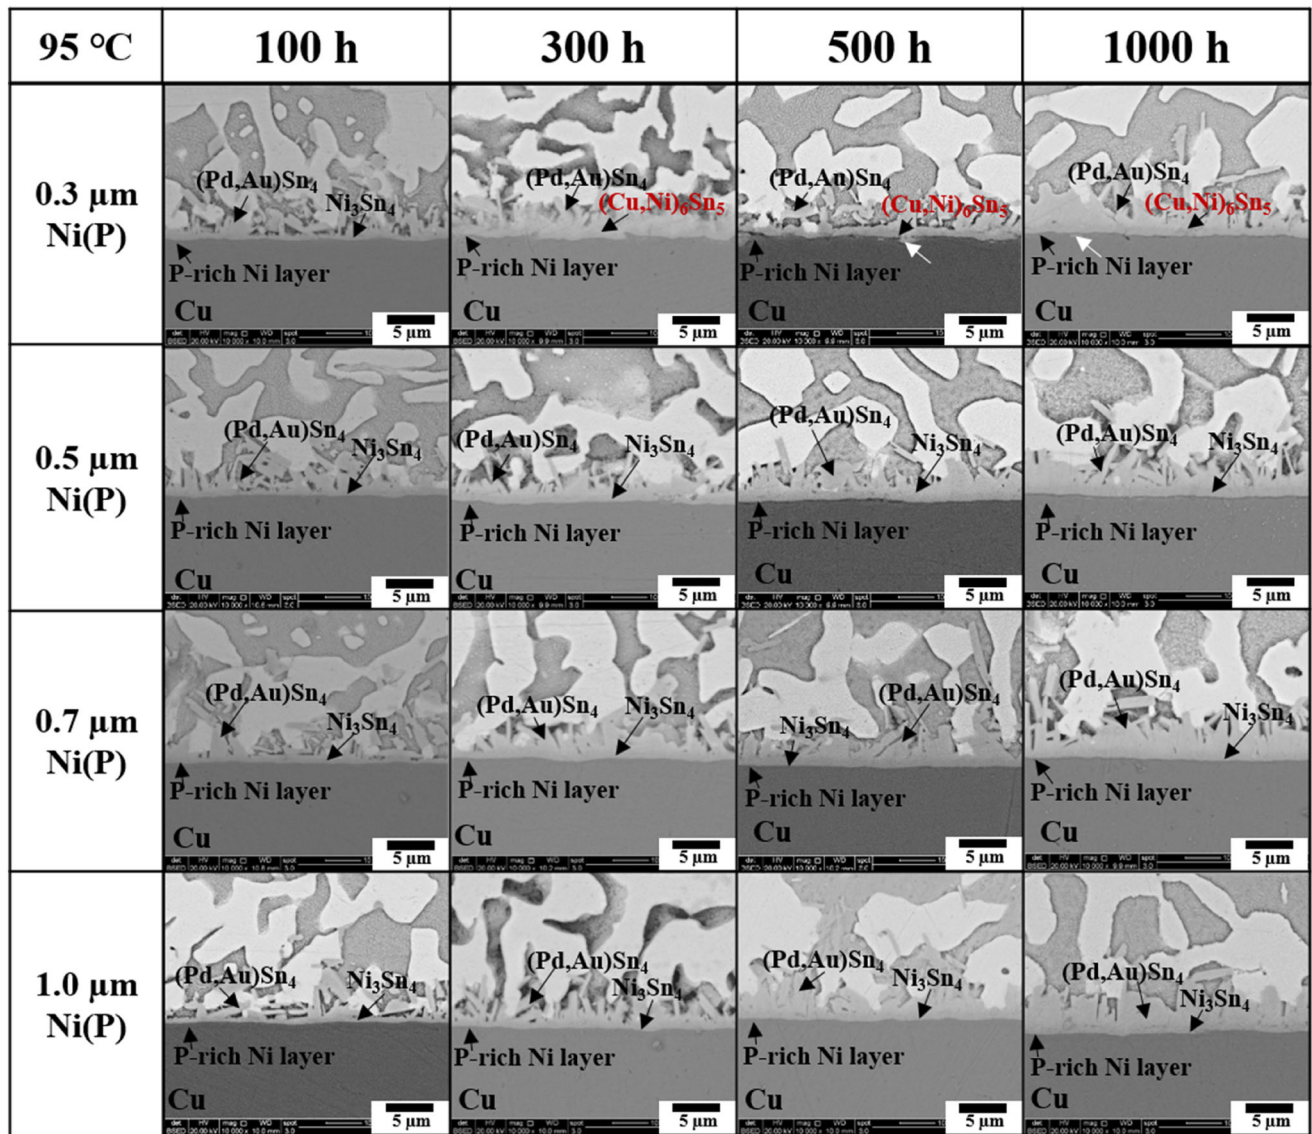 95 °C
100 h
300 h
500 h
1000 h
0.3 µm
Ni(P)
(Pd,Au)Sn4
Ni3Sn4
P-rich Ni layer
Cu
5 µm
(Pd,Au)Sn4
(Cu,Ni)6Sn5
P-rich Ni layer
Cu
5 µm
(Pd,Au)Sn4
(Cu,Ni)6Sn5
P-rich Ni layer
Cu
5 µm
(Pd,Au)Sn4
(Cu,Ni)6Sn5
P-rich Ni layer
Cu
5 µm
0.5 µm
Ni(P)
(Pd,Au)Sn4
Ni3Sn4
P-rich Ni layer
Cu
5 µm
(Pd,Au)Sn4
Ni3Sn4
P-rich Ni layer
Cu
5 µm
(Pd,Au)Sn4
Ni3Sn4
P-rich Ni layer
Cu
5 µm
(Pd,Au)Sn4
Ni3Sn4
P-rich Ni layer
Cu
5 µm
0.7 µm
Ni(P)
(Pd,Au)Sn4
Ni3Sn4
P-rich Ni layer
Cu
5 µm
(Pd,Au)Sn4
Ni3Sn4
P-rich Ni layer
Cu
5 µm
(Pd,Au)Sn4
Ni3Sn4
P-rich Ni layer
Cu
5 µm
(Pd,Au)Sn4
Ni3Sn4
P-rich Ni layer
Cu
5 µm
1.0 µm
Ni(P)
(Pd,Au)Sn4
Ni3Sn4
P-rich Ni layer
Cu
5 µm
(Pd,Au)Sn4
Ni3Sn4
P-rich Ni layer
Cu
5 µm
(Pd,Au)Sn4
Ni3Sn4
P-rich Ni layer
Cu
5 µm
(Pd,Au)Sn4
Ni3Sn4
P-rich Ni layer
Cu
5 µm